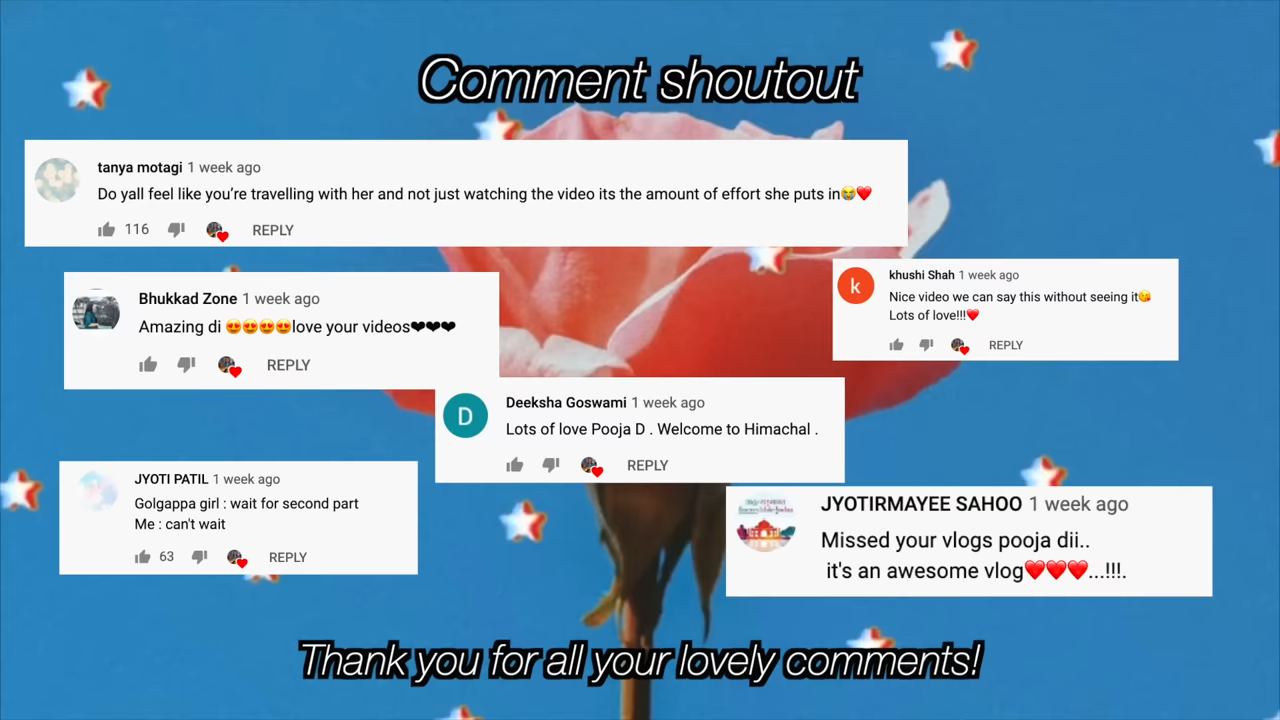 Comment shoutout
tanya motagi 1 week ago
Do yall feel like you’re travelling with her and not just watching the video its the amount of effort she puts in😭❤️
116 REPLY
Bhukkad Zone 1 week ago
Amazing di 😍😍😍😍love your videos❤❤❤
REPLY
khushi Shah 1 week ago
Nice video we can say this without seeing it😘
Lots of love!!!❤️
REPLY
k
Deeksha Goswami 1 week ago
Lots of love Pooja D . Welcome to Himachal .
REPLY
D
JYOTI PATIL 1 week ago
Golgappa girl : wait for second part
Me : can't wait
63 REPLY
JYOTIRMAYEE SAHOO 1 week ago
Missed your vlogs pooja dii..
it's an awesome vlog❤️❤️❤️...!!!.
Thank you for all your lovely comments!